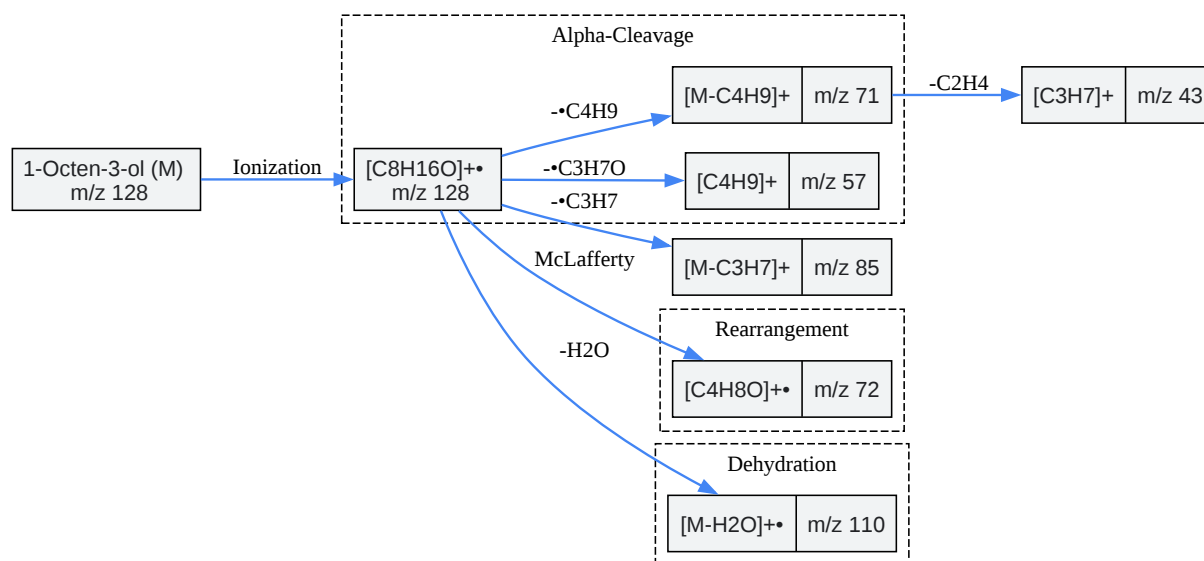 Alpha-Cleavage
[M-C4H9]+ m/z 71
-C2H4
[C3H7]+ m/z 43
-•C4H9
1-Octen-3-ol (M)
m/z 128
Ionization
[C8H16O]+•
m/z 128
-•C3H7O
[C4H9]+ m/z 57
-•C3H7
[M-C3H7]+ m/z 85
McLafferty
Rearrangement
[C4H8O]+• m/z 72
-H2O
Dehydration
[M-H2O]+• m/z 110